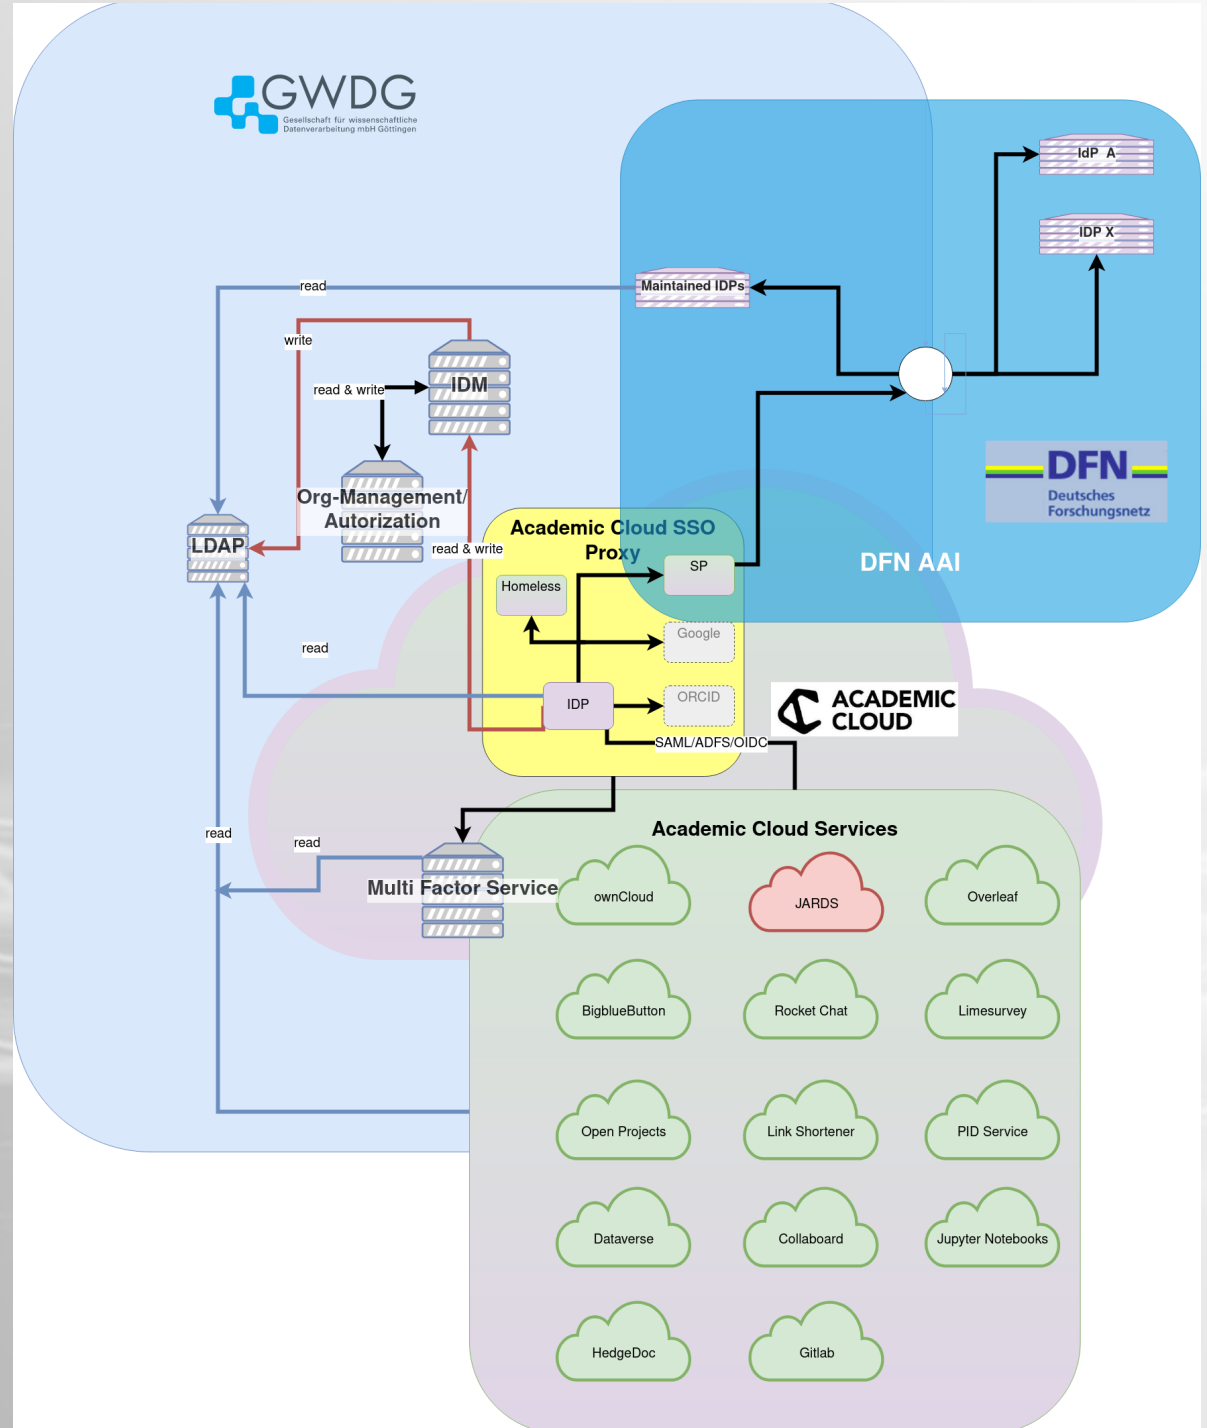 GWDG
Gesellschaft für wissenschaftliche
Datenverarbeitung mbH Göttingen
IdP A
IDP X
Maintained IDPs
read
write
IDM
read & write
Org-Management/
Autorization
LDAP
read & write
Academic Cloud SSO
Proxy
SP
Homeless
Google
ORCID
IDP
read
SAML/ADFS/OIDC
DFN
Deutsches
Forschungsnetz
DFN AAI
ACADEMIC
CLOUD
read
read
Multi Factor Service
Academic Cloud Services
ownCloud
JARDS
Overleaf
BigblueButton
Rocket Chat
Limesurvey
Open Projects
Link Shortener
PID Service
Dataverse
Collaboard
Jupyter Notebooks
HedgeDoc
Gitlab